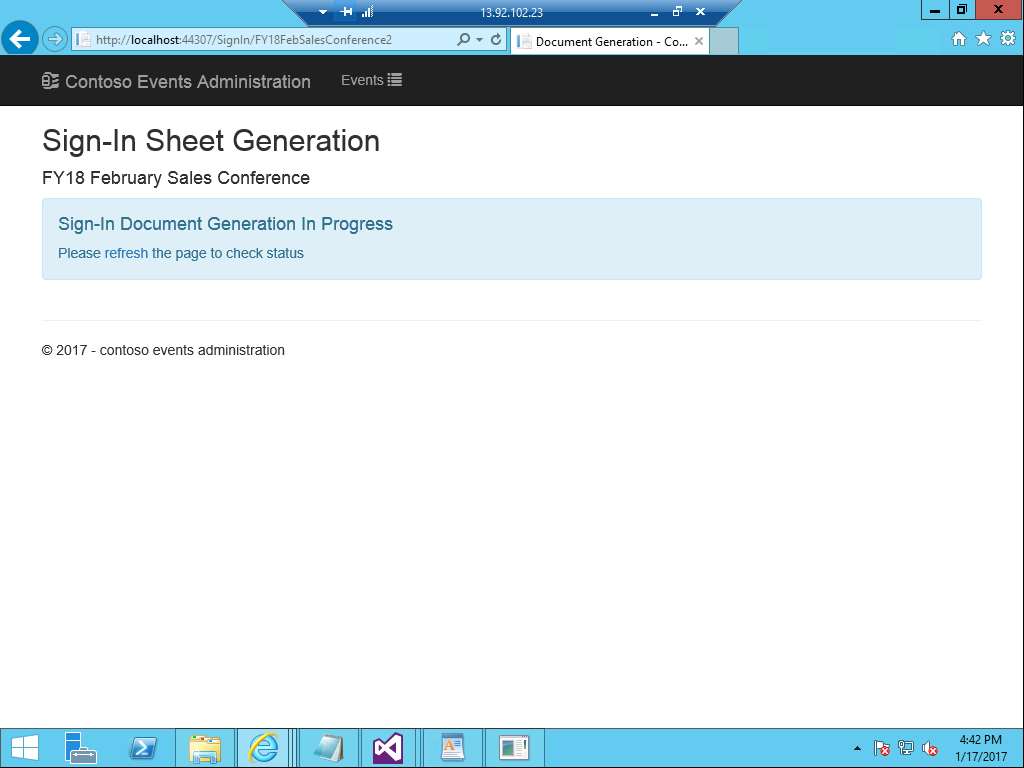 13.92.102.23
http://localhost:44307/SignIn/FY18FebSalesConference2
Document Generation - Co...
Contoso Events Administration
Events
Sign-In Sheet Generation
FY18 February Sales Conference
Sign-In Document Generation In Progress
Please refresh the page to check status
© 2017 - contoso events administration
4:42 PM
1/17/2017